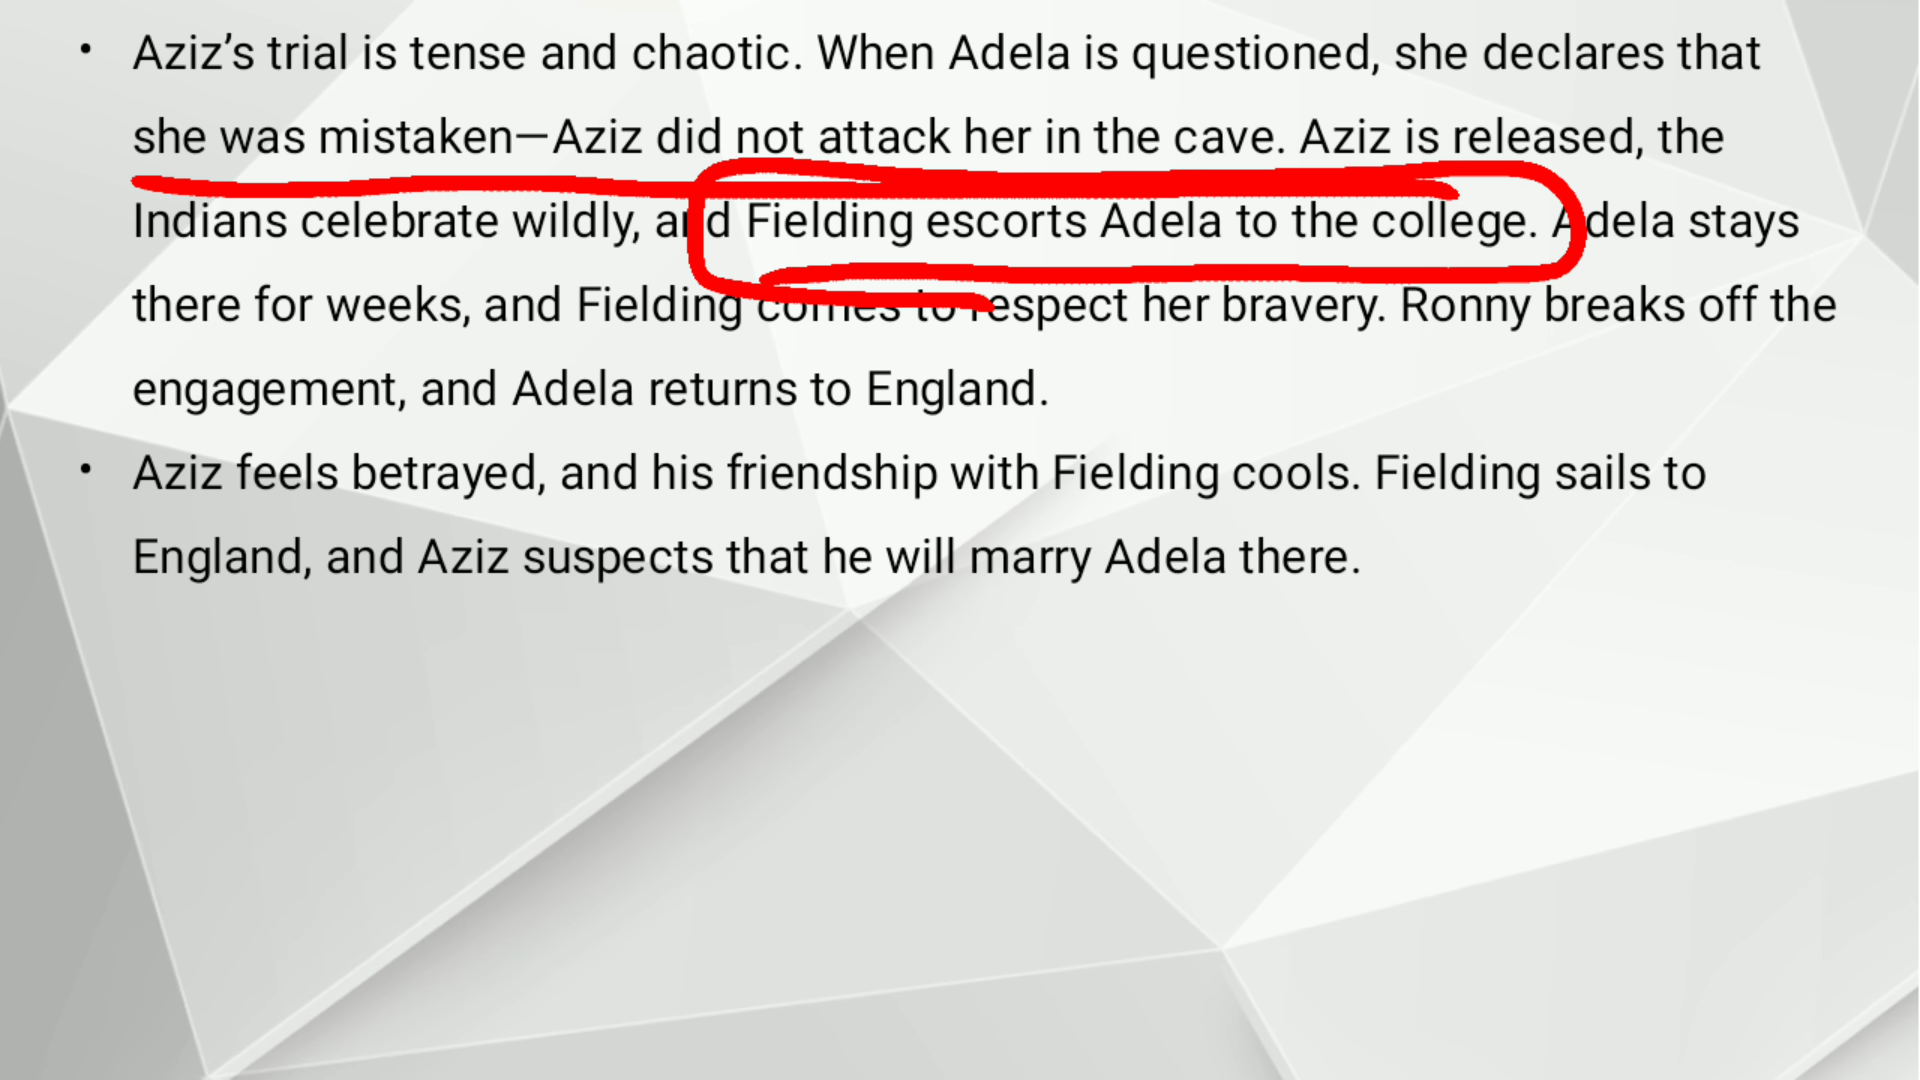 • Aziz’s trial is tense and chaotic. When Adela is questioned, she declares that
she was mistaken—Aziz did not attack her in the cave. Aziz is released, the
Indians celebrate wildly, and Fielding escorts Adela to the college. Adela stays
there for weeks, and Fielding comes to respect her bravery. Ronny breaks off the
engagement, and Adela returns to England.
• Aziz feels betrayed, and his friendship with Fielding cools. Fielding sails to
England, and Aziz suspects that he will marry Adela there.